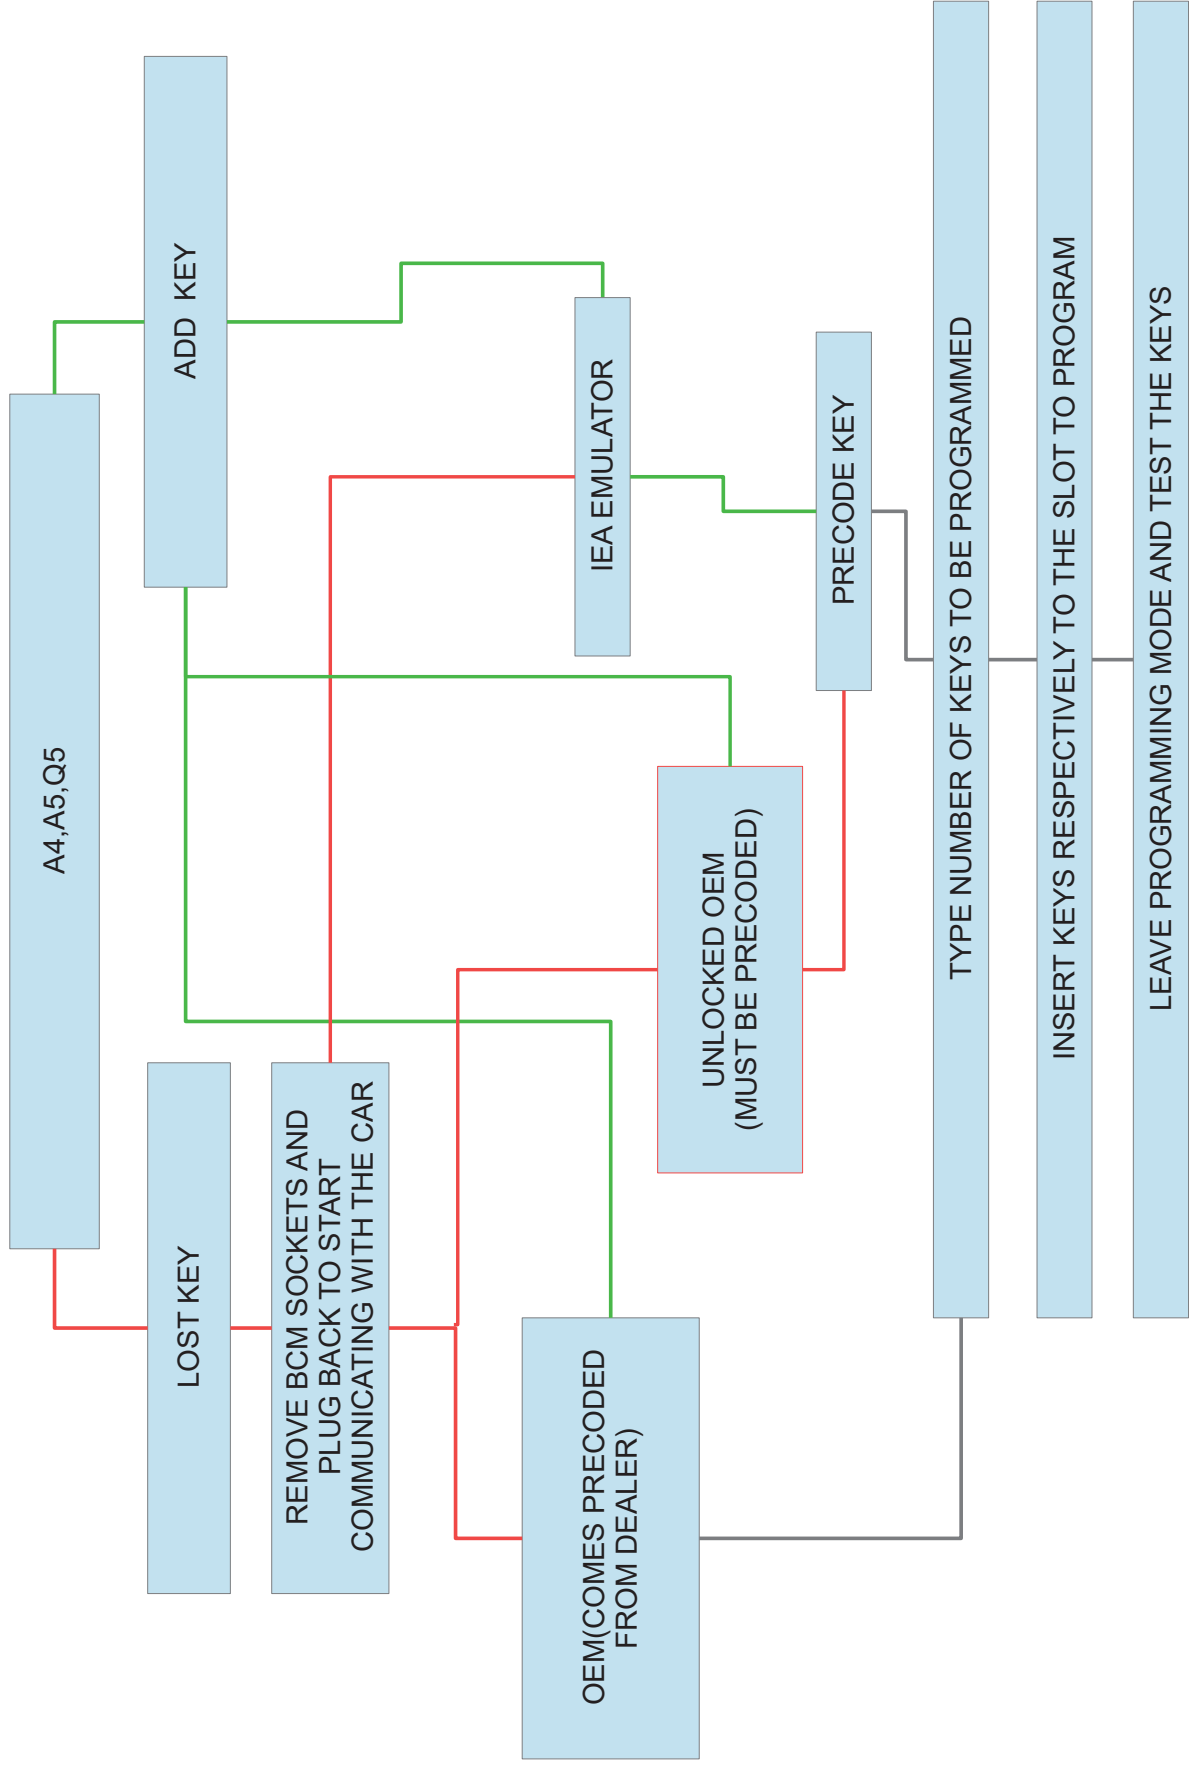 A4,A5,Q5
LOST KEY
ADD KEY
REMOVE BCM SOCKETS AND
PLUG BACK TO START
COMMUNICATING WITH THE CAR
OEM(COMES PRECODED
FROM DEALER)
IEA EMULATOR
UNLOCKED OEM
(MUST BE PRECODED)
PRECODE KEY
TYPE NUMBER OF KEYS TO BE PROGRAMMED
INSERT KEYS RESPECTIVELY TO THE SLOT TO PROGRAM
LEAVE PROGRAMMING MODE AND TEST THE KEYS